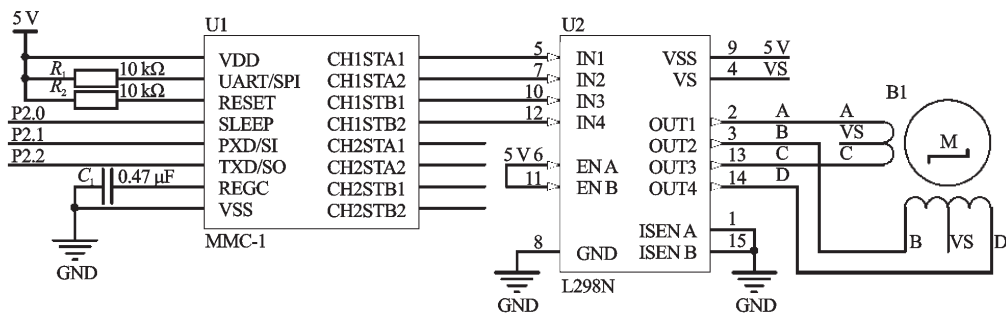 5 V
U1
U2
R₁ 10 kΩ
R₂ 10 kΩ
P2.0
P2.1
P2.2
C₁ 0.47 μF
GND
VDD
UART/SPI
RESET
SLEEP
PXD/SI
TXD/SO
REGC
VSS
CH1STA1
CH1STA2
CH1STB1
CH1STB2
CH2STA1
CH2STA2
CH2STB1
CH2STB2
MMC-1
5 IN1
7 IN2
10 IN3
12 IN4
5 V 6 EN A
11 EN B
8 GND
GND
VSS 9 5 V
VS 4 VS
OUT1 2 A A
OUT2 3 B VS
OUT3 13 C C
OUT4 14 D
ISEN A 1
ISEN B 15
L298N
GND
B1
M
B VS D